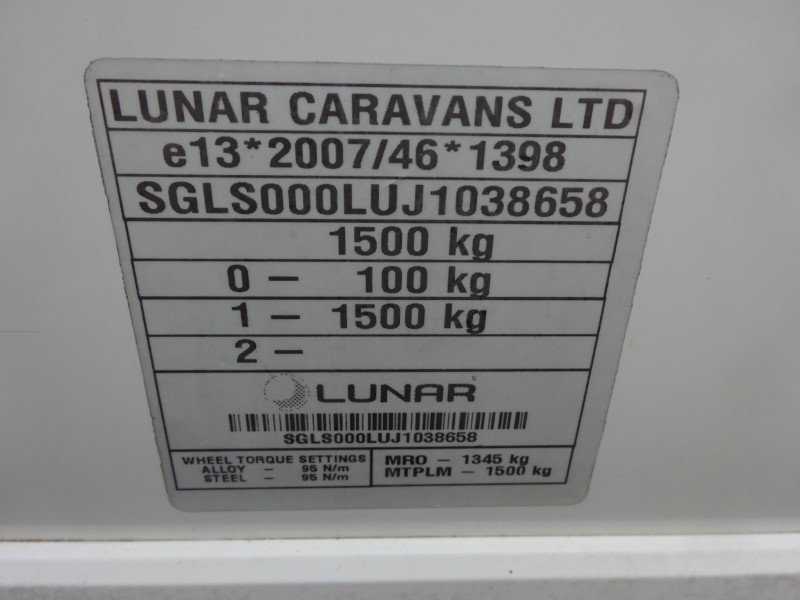 LUNAR CARAVANS LTD
e13*2007/46*1398
SGLS000LUJ1038658
1500 kg
0 - 100 kg
1 - 1500 kg
2 -
LUNAR
SGLS000LUJ1038658
WHEEL TORQUE SETTINGS
ALLOY - 95 N/m
STEEL - 95 N/m
MRO - 1345 kg
MTPLM - 1500 kg